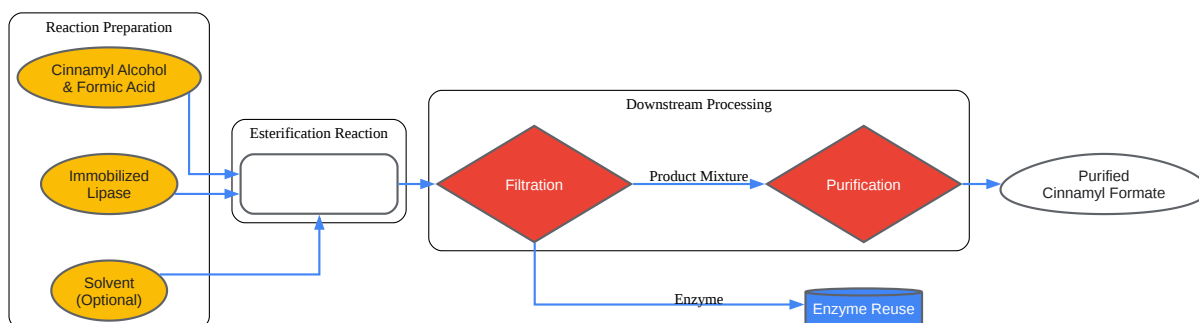 Reaction Preparation
Cinnamyl Alcohol
& Formic Acid
Immobilized
Lipase
Solvent
(Optional)
Esterification Reaction
Downstream Processing
Filtration
Product Mixture
Purification
Enzyme
Enzyme Reuse
Purified
Cinnamyl Formate